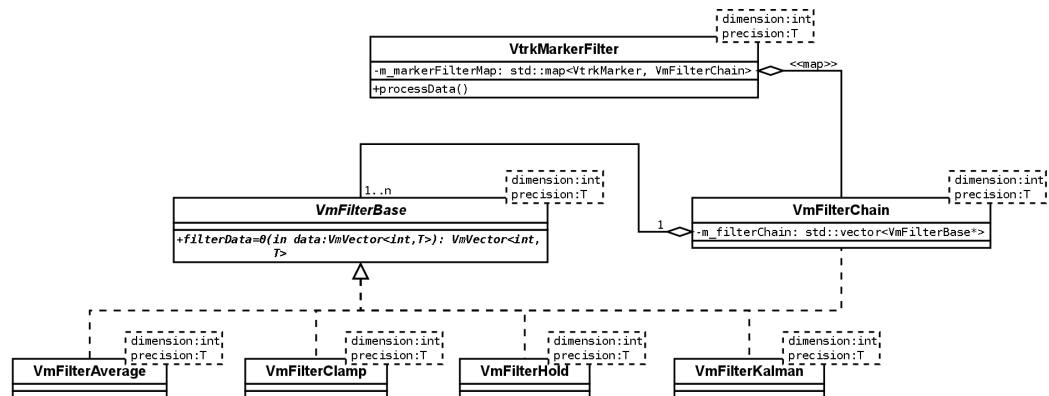 dimension:int
precision:T
VtrkMarkerFilter
-m_markerFilterMap: std::map<VtrkMarker, VmFilterChain>
<<map>>
+processData()
dimension:int
precision:T
dimension:int
precision:T
1..n
VmFilterBase
VmFilterChain
+filterData=0(in data:VmVector<int,T>): VmVector<int,
T>
1
-m_filterChain: std::vector<VmFilterBase*>
dimension:int
precision:T
dimension:int
precision:T
dimension:int
precision:T
dimension:int
precision:T
VmFilterAverage
VmFilterClamp
VmFilterHold
VmFilterKalman